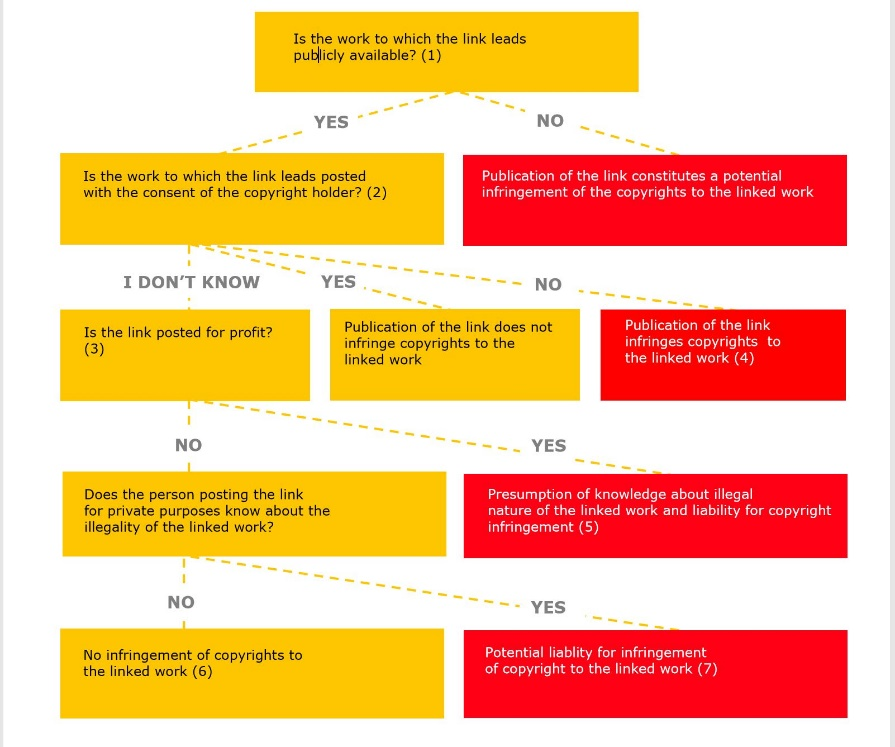 Is the work to which the link leads
publicly available? (1)
YES
NO
Is the work to which the link leads posted
with the consent of the copyright holder? (2)
Publication of the link constitutes a potential
infringement of the copyrights to the linked work
I DON'T KNOW
YES
NO
Is the link posted for profit?
(3)
Publication of the link does not
infringe copyrights to the
linked work
Publication of the link
infringes copyrights to
the linked work (4)
NO
YES
Does the person posting the link
for private purposes know about the
illegality of the linked work?
Presumption of knowledge about illegal
nature of the linked work and liability for copyright
infringement (5)
NO
YES
No infringement of copyrights to
the linked work (6)
Potential liablity for infringement
of copyright to the linked work (7)